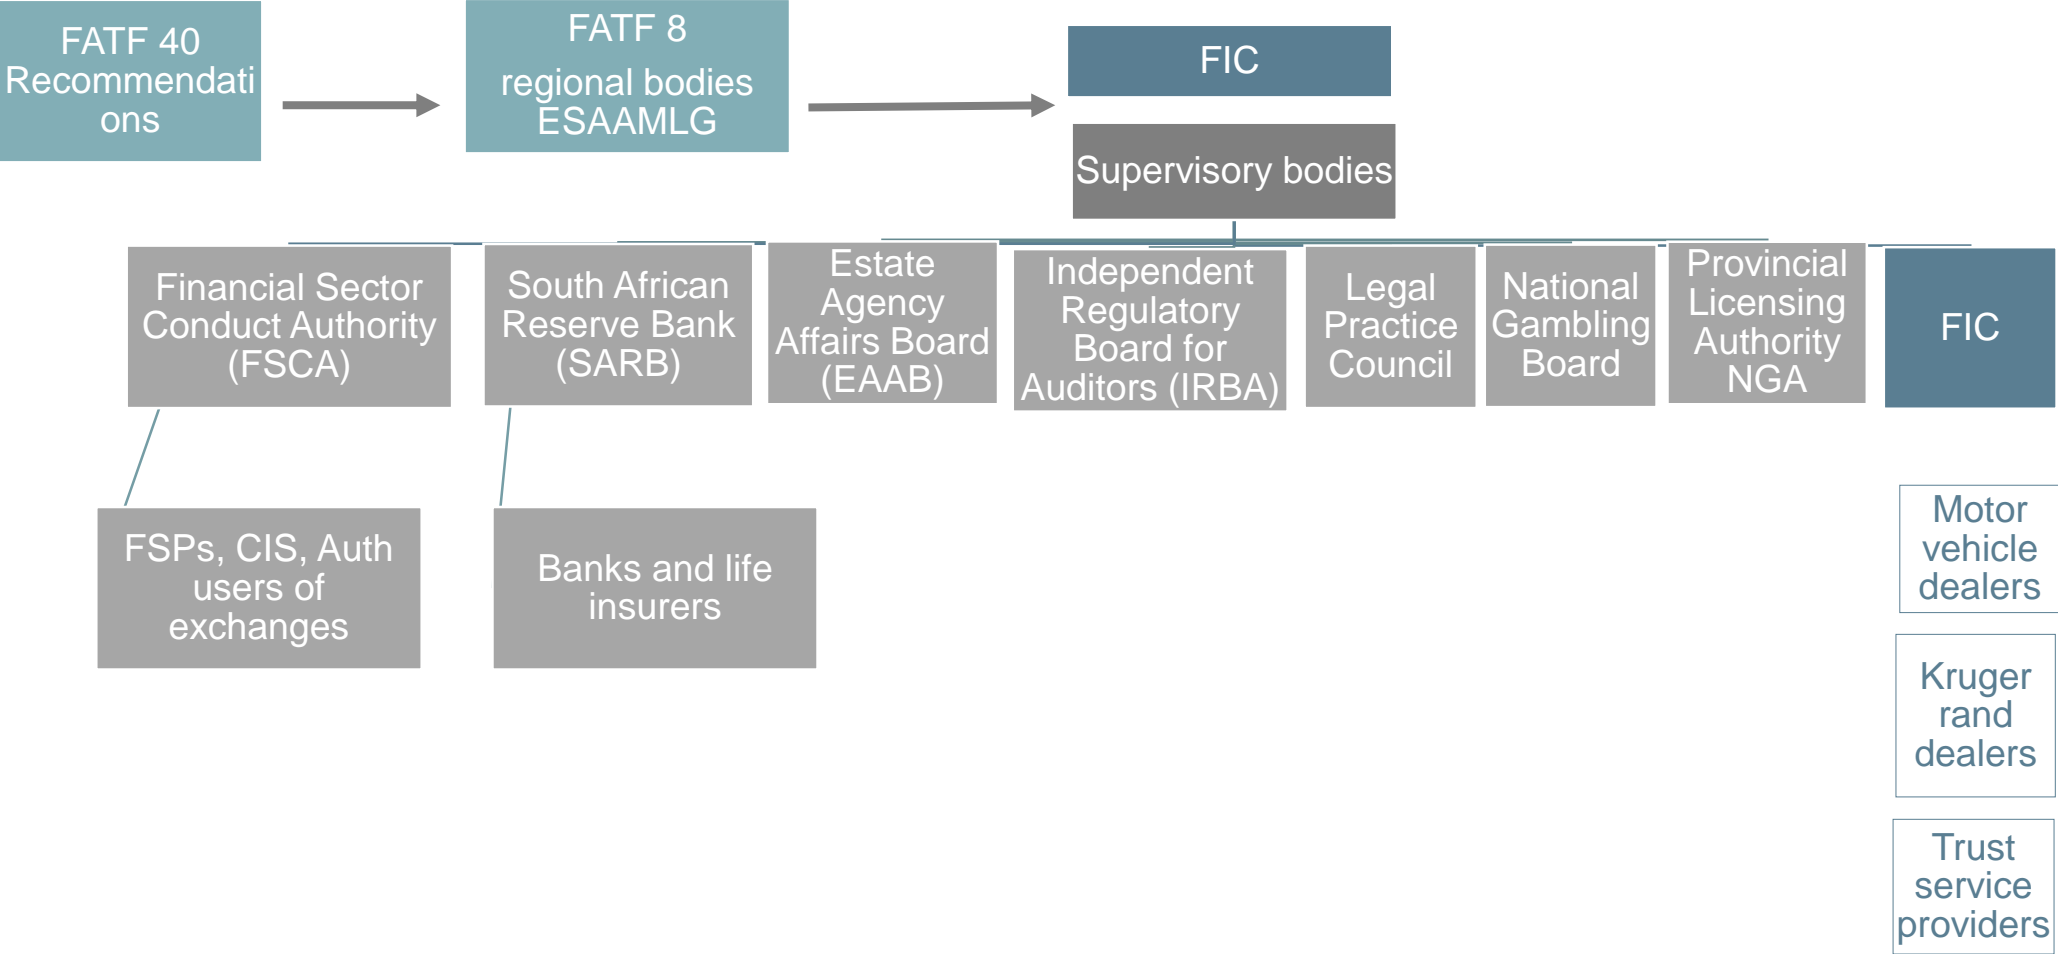 FATF 40
Recommendati
ons
FATF 8
regional bodies
ESAAMLG
FIC
Supervisory bodies
Financial Sector
Conduct Authority
(FSCA)
South African
Reserve Bank
(SARB)
Estate
Agency
Affairs Board
(EAAB)
Independent
Regulatory
Board for
Auditors (IRBA)
Legal
Practice
Council
National
Gambling
Board
Provincial
Licensing
Authority
NGA
FIC
FSPs, CIS, Auth
users of
exchanges
Banks and life
insurers
Motor
vehicle
dealers
Kruger
rand
dealers
Trust
service
providers